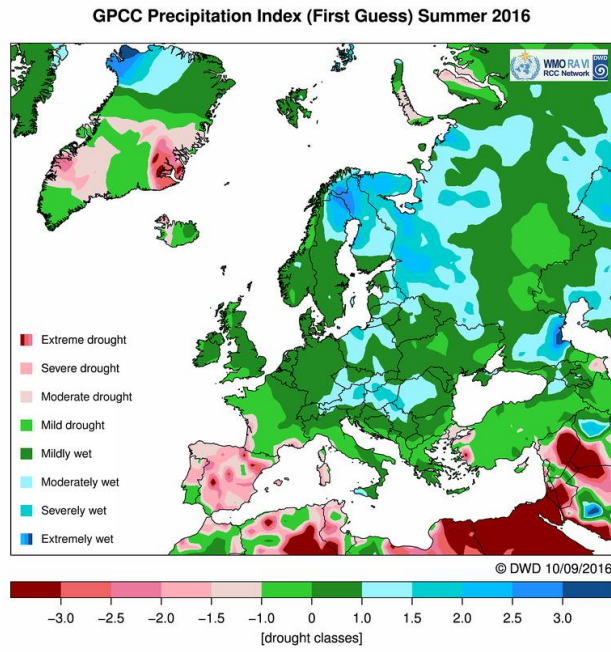 GPCC Precipitation Index (First Guess) Summer 2016
WMO RA VI
RCC Network
DWD
Extreme drought
Severe drought
Moderate drought
Mild drought
Mildly wet
Moderately wet
Severely wet
Extremely wet
© DWD 10/09/2016
−3.0 −2.5 −2.0 −1.5 −1.0 0 1.0 1.5 2.0 2.5 3.0
[drought classes]